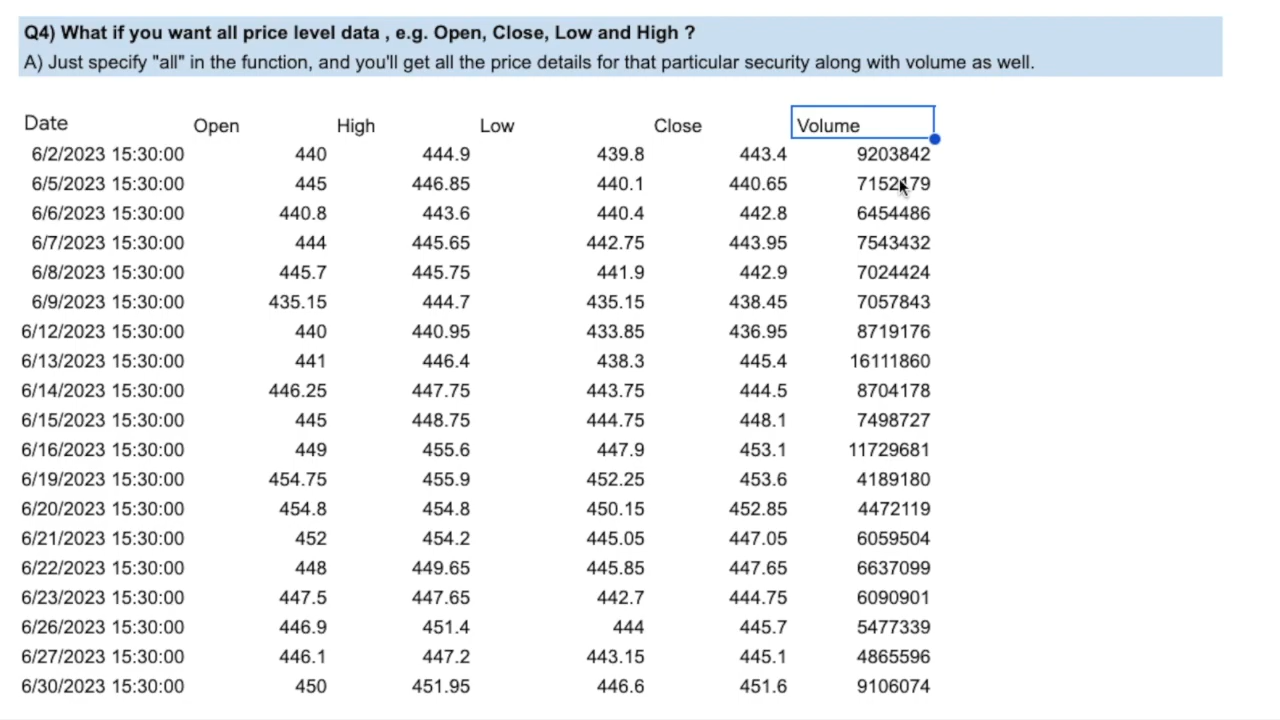 Q4) What if you want all price level data , e.g. Open, Close, Low and High ?
A) Just specify "all" in the function, and you'll get all the price details for that particular security along with volume as well.
Date Open High Low Close Volume
6/2/2023 15:30:00 440 444.9 439.8 443.4 9203842
6/5/2023 15:30:00 445 446.85 440.1 440.65 7152179
6/6/2023 15:30:00 440.8 443.6 440.4 442.8 6454486
6/7/2023 15:30:00 444 445.65 442.75 443.95 7543432
6/8/2023 15:30:00 445.7 445.75 441.9 442.9 7024424
6/9/2023 15:30:00 435.15 444.7 435.15 438.45 7057843
6/12/2023 15:30:00 440 440.95 433.85 436.95 8719176
6/13/2023 15:30:00 441 446.4 438.3 445.4 16111860
6/14/2023 15:30:00 446.25 447.75 443.75 444.5 8704178
6/15/2023 15:30:00 445 448.75 444.75 448.1 7498727
6/16/2023 15:30:00 449 455.6 447.9 453.1 11729681
6/19/2023 15:30:00 454.75 455.9 452.25 453.6 4189180
6/20/2023 15:30:00 454.8 454.8 450.15 452.85 4472119
6/21/2023 15:30:00 452 454.2 445.05 447.05 6059504
6/22/2023 15:30:00 448 449.65 445.85 447.65 6637099
6/23/2023 15:30:00 447.5 447.65 442.7 444.75 6090901
6/26/2023 15:30:00 446.9 451.4 444 445.7 5477339
6/27/2023 15:30:00 446.1 447.2 443.15 445.1 4865596
6/30/2023 15:30:00 450 451.95 446.6 451.6 9106074